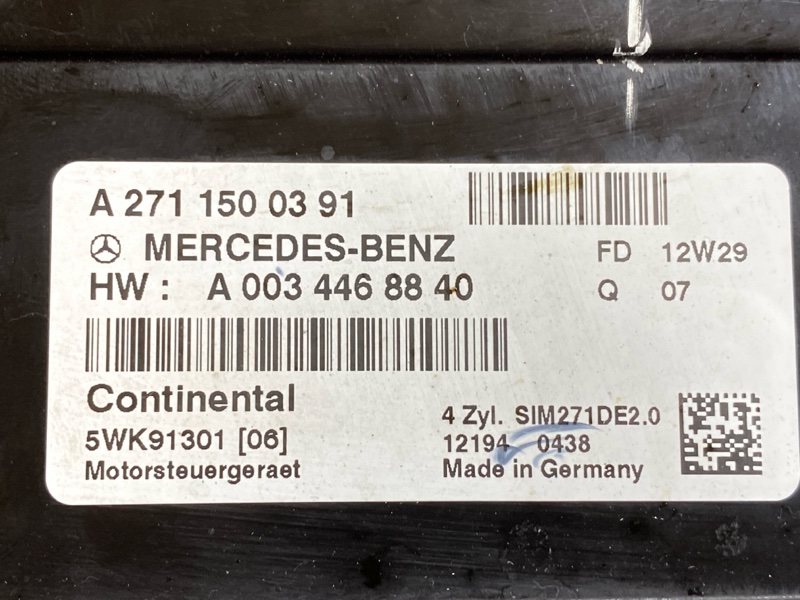 A 271 150 03 91
MERCEDES-BENZ FD 12W29
HW : A 003 446 88 40 Q 07
Continental
5WK91301 [06] 4 Zyl. SIM271DE2.0
12194 0438
Motorsteuergeraet Made in Germany